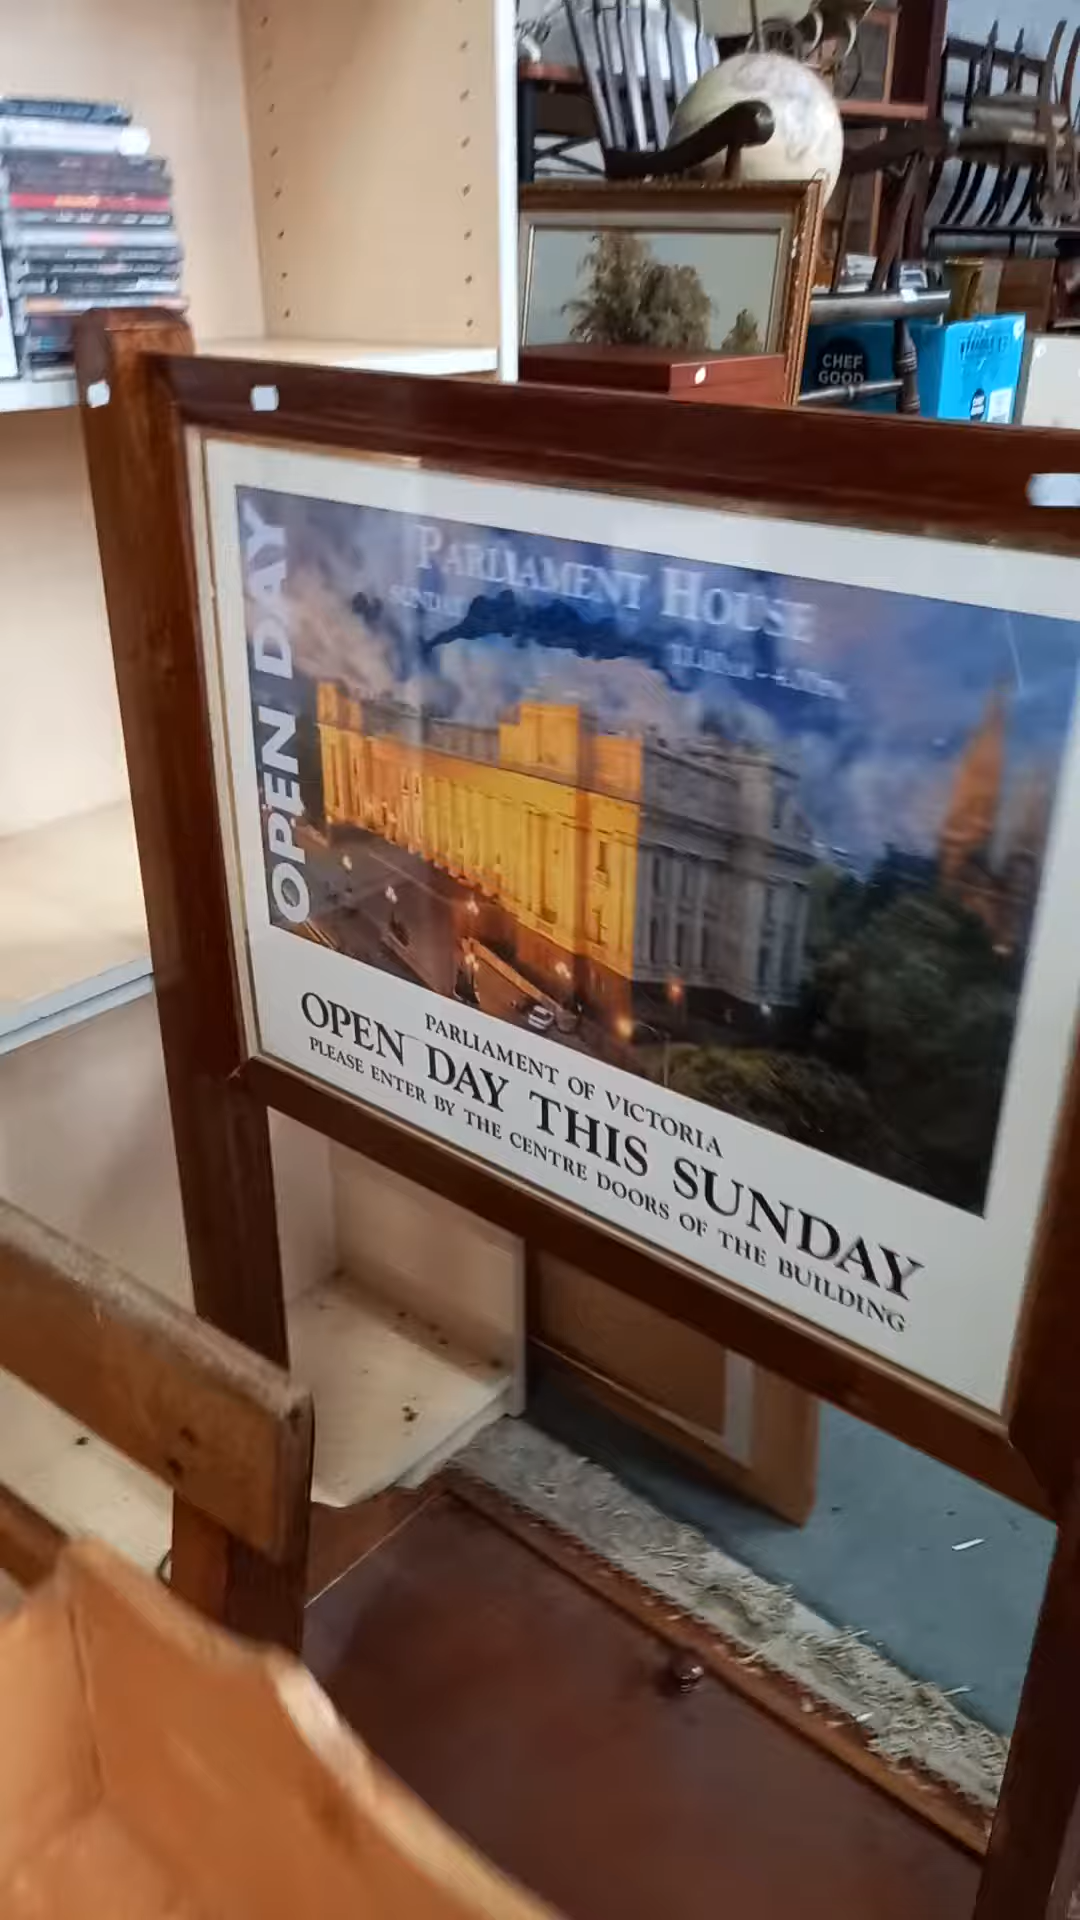 CHEF
GOOD
OPEN DAY
PARLIAMENT HOUSE
SUNDAY
PARLIAMENT OF VICTORIA
OPEN DAY THIS SUNDAY
PLEASE ENTER BY THE CENTRE DOORS OF THE BUILDING